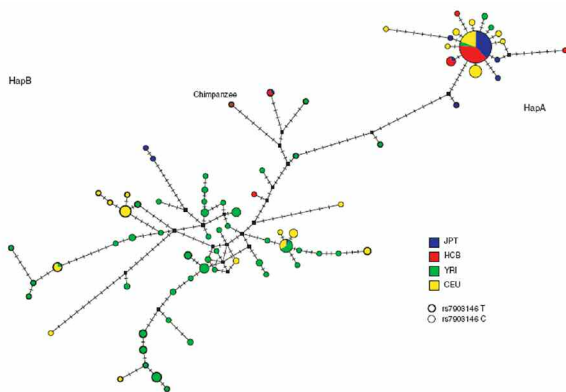 HapB
Chimpanzee
HapA
JPT
HCB
YRI
CEU
rs7903146 T
rs7903146 C